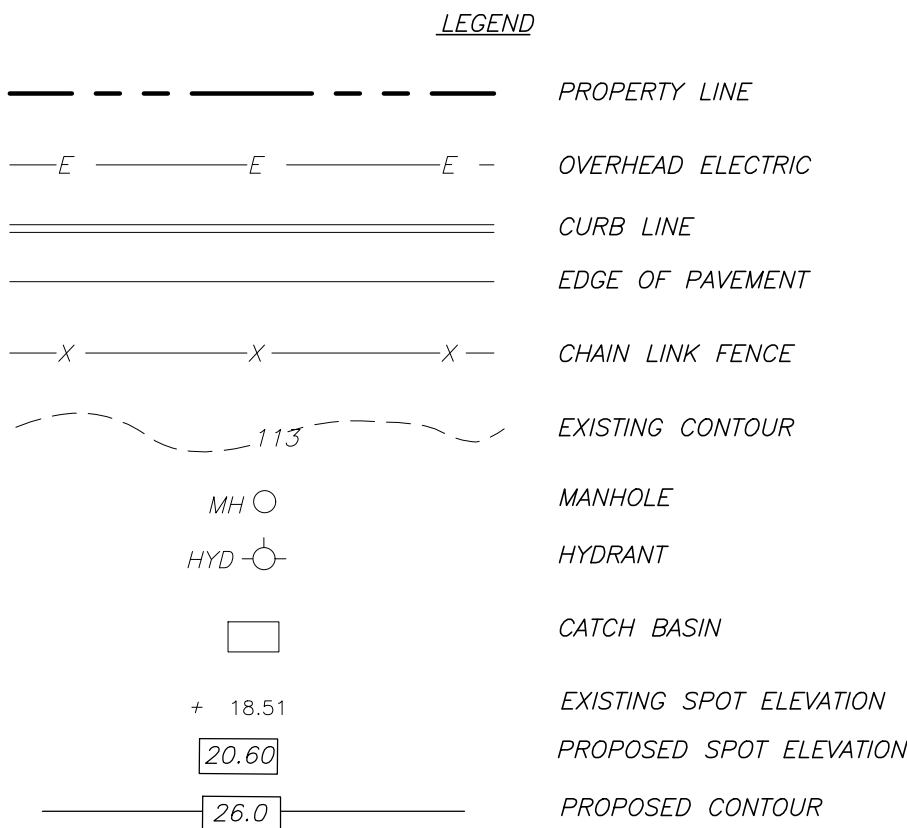 LEGEND
PROPERTY LINE
E E E OVERHEAD ELECTRIC
CURB LINE
EDGE OF PAVEMENT
X X X CHAIN LINK FENCE
113 EXISTING CONTOUR
MH MANHOLE
HYD HYDRANT
CATCH BASIN
+ 18.51 EXISTING SPOT ELEVATION
20.60 PROPOSED SPOT ELEVATION
26.0 PROPOSED CONTOUR